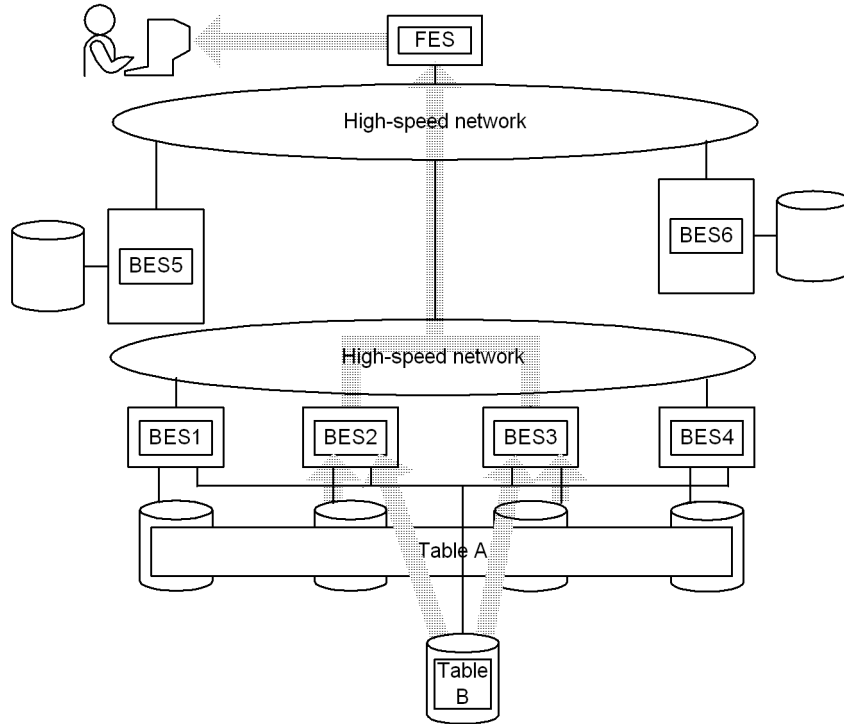 FES
High-speed network
BES5
BES6
High-speed network
BES1
BES2
BES3
BES4
Table A
Table
B